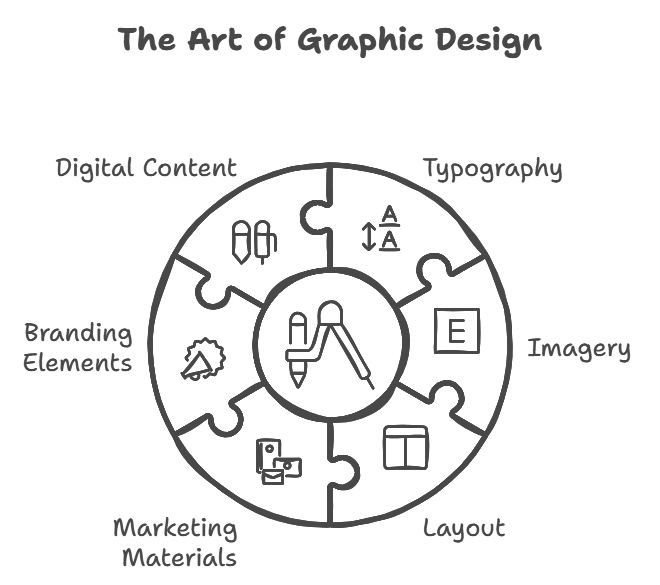 The Art of Graphic Design
Digital Content
Typography
A
A
Branding
Elements
E
Imagery
Marketing
Materials
Layout